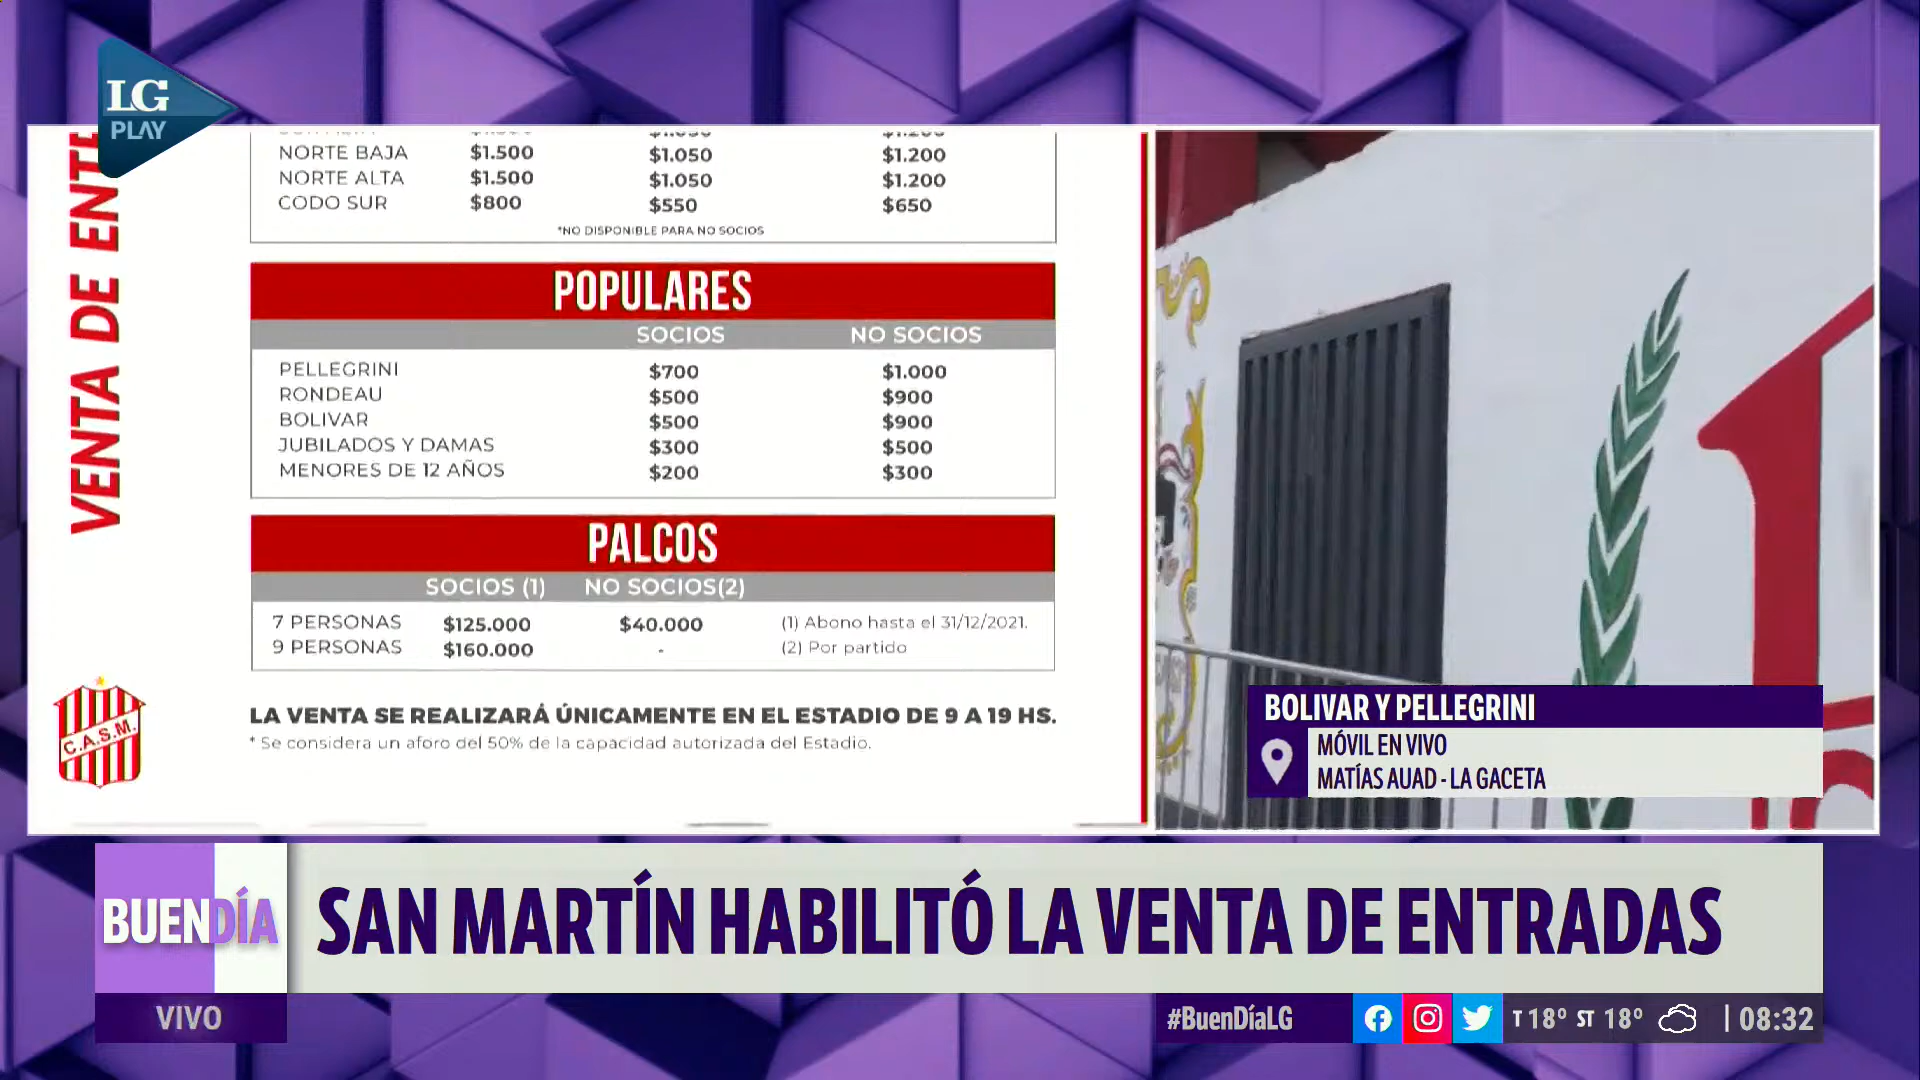 LG
PLAY
VENTA DE ENT
NORTE BAJA $1.500 $1.050 $1.200
NORTE ALTA $1.500 $1.050 $1.200
CODO SUR $800 $550 $650
*NO DISPONIBLE PARA NO SOCIOS
POPULARES
SOCIOS NO SOCIOS
PELLEGRINI $700 $1.000
RONDEAU $500 $900
BOLIVAR $500 $900
JUBILADOS Y DAMAS $300 $500
MENORES DE 12 AÑOS $200 $300
PALCOS
SOCIOS (1) NO SOCIOS(2)
7 PERSONAS $125.000 $40.000 (1) Abono hasta el 31/12/2021.
9 PERSONAS $160.000 - (2) Por partido
C.A.S.M.
LA VENTA SE REALIZARÁ ÚNICAMENTE EN EL ESTADIO DE 9 A 19 HS.
* Se considera un aforo del 50% de la capacidad autorizada del Estadio.
BOLIVAR Y PELLEGRINI
MÓVIL EN VIVO
MATÍAS AUAD - LA GACETA
BUENDÍA
SAN MARTÍN HABILITÓ LA VENTA DE ENTRADAS
VIVO
#BuenDíaLG T 18º ST 18º | 08:32